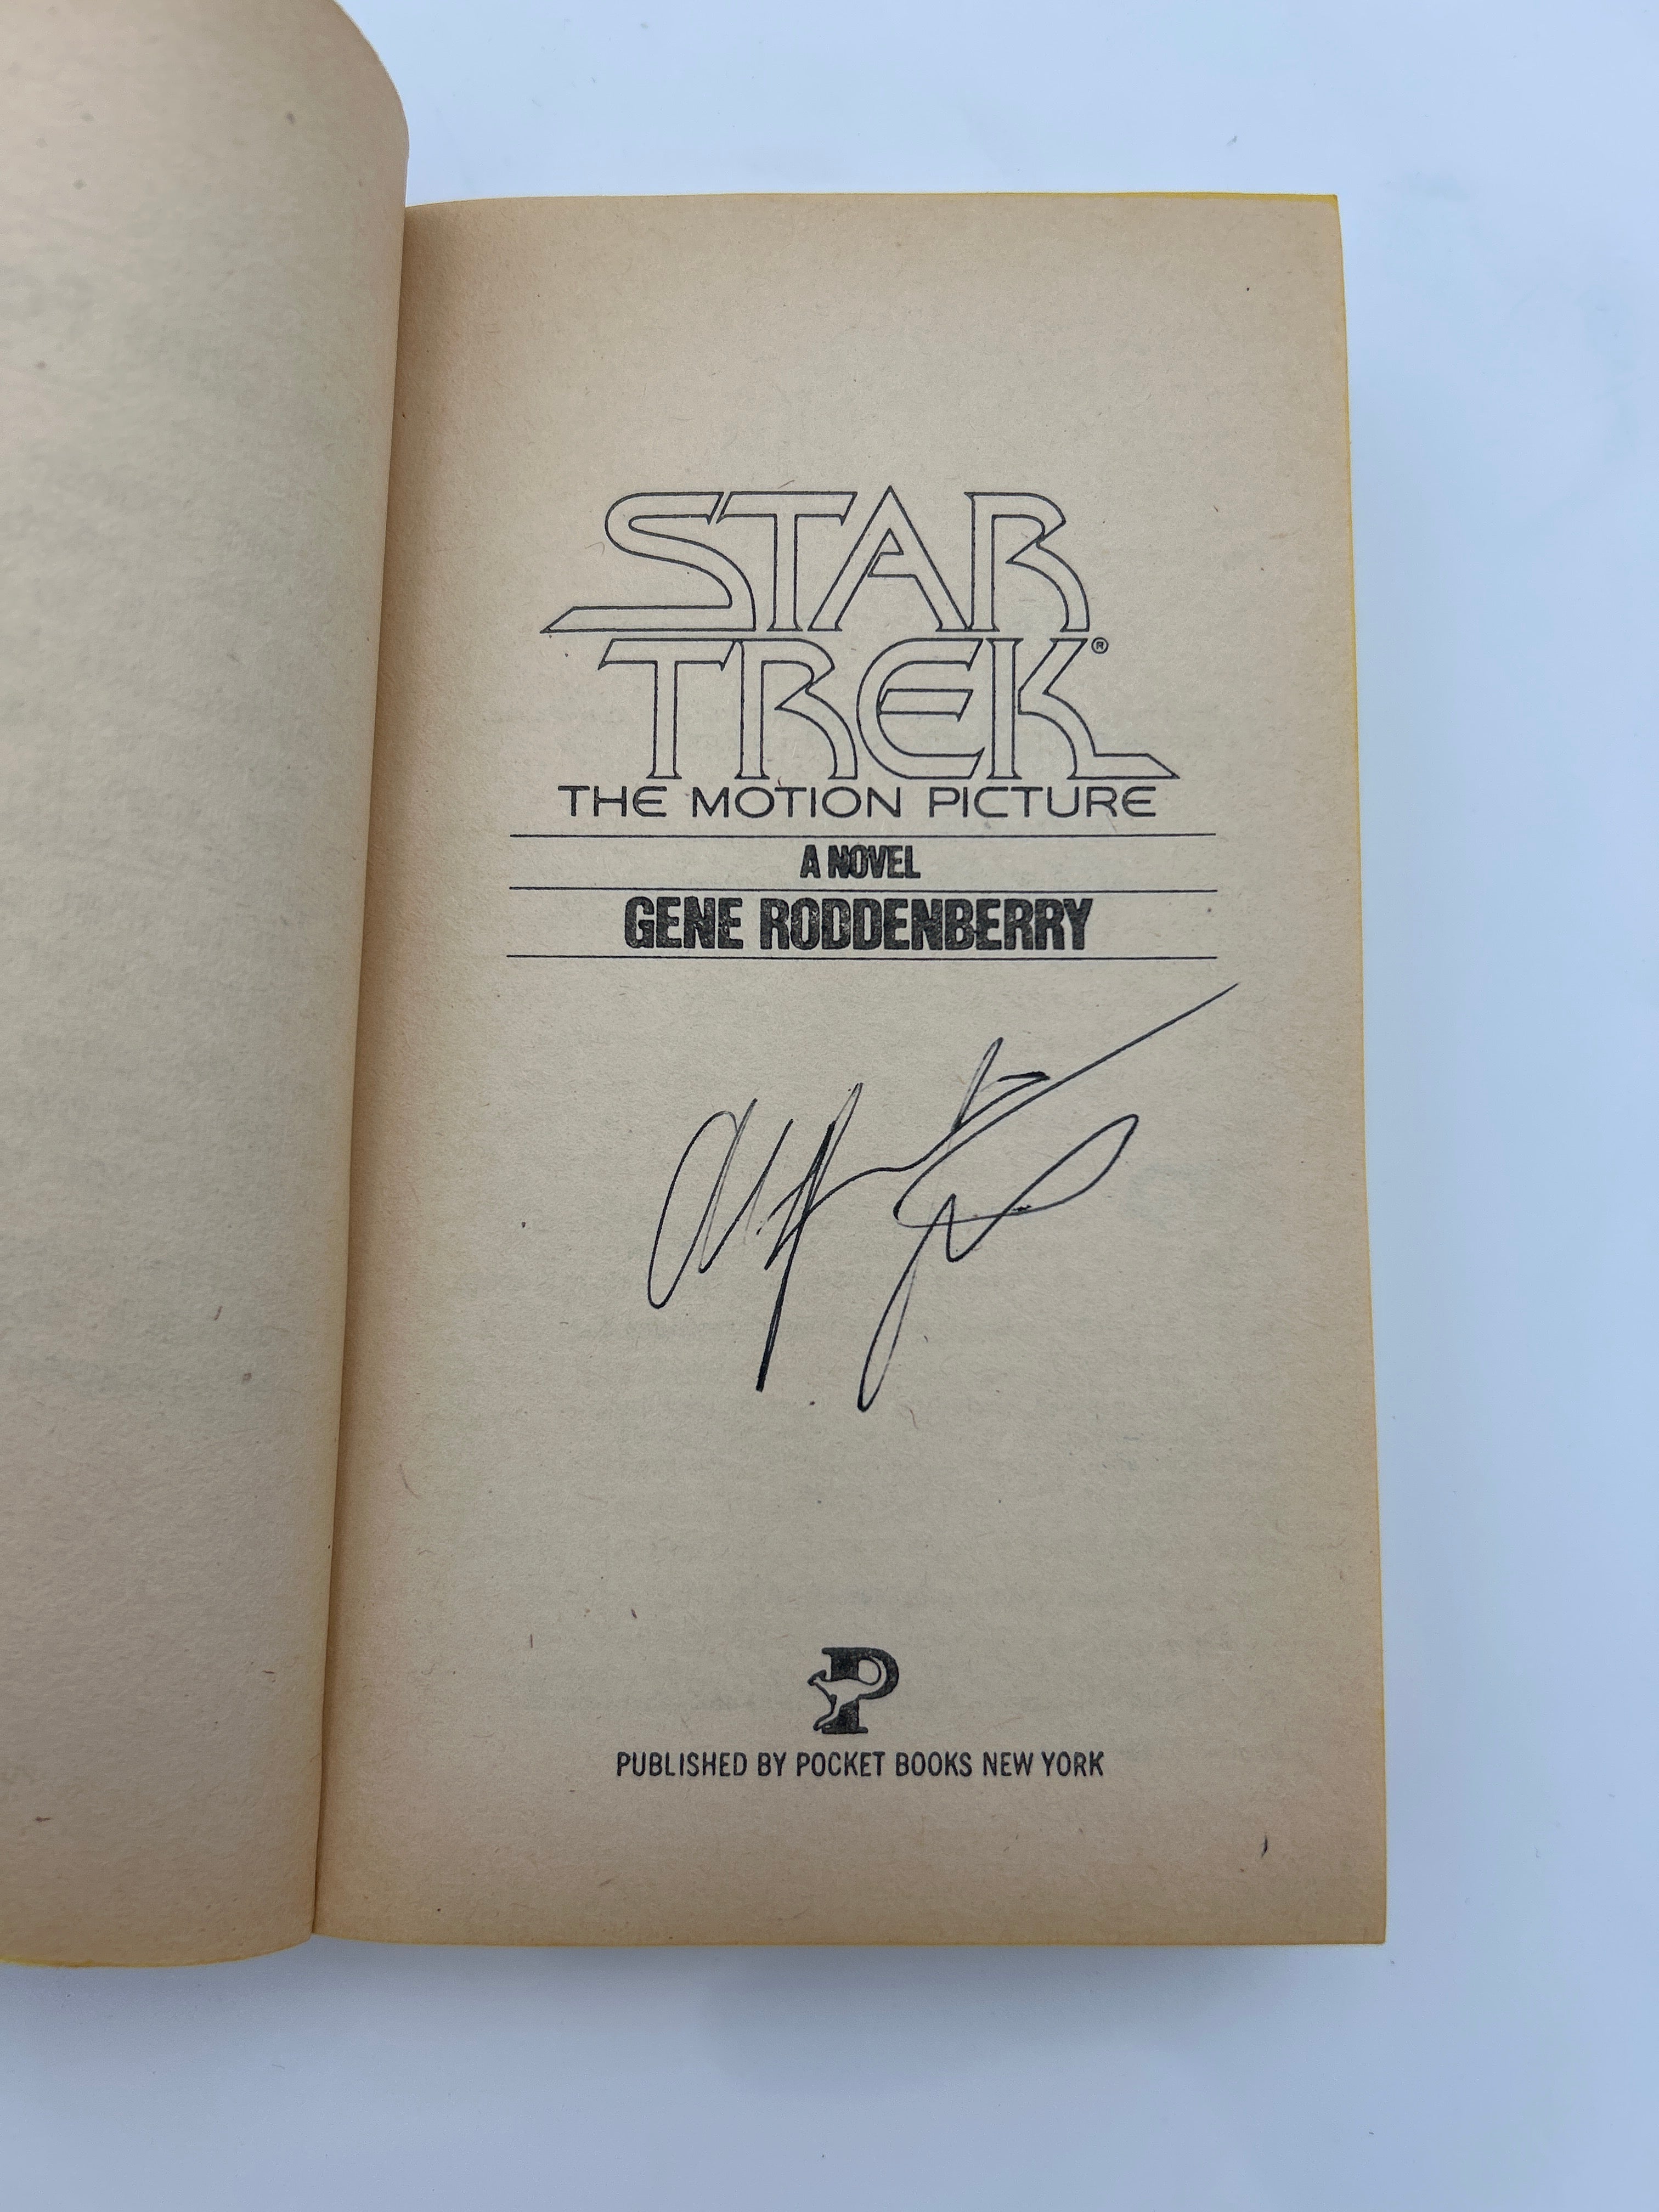 STAR
TREK®
THE MOTION PICTURE
A NOVEL
GENE RODDENBERRY
P
PUBLISHED BY POCKET BOOKS NEW YORK